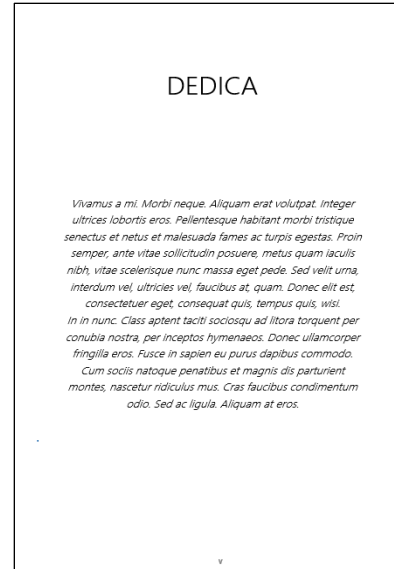 DEDICA
Vivamus a mi. Morbi neque. Aliquam erat volutpat. Integer
ultrices lobortis eros. Pellentesque habitant morbi tristique
senectus et netus et malesuada fames ac turpis egestas. Proin
semper, ante vitae sollicitudin posuere, metus quam iaculis
nibh, vitae scelerisque nunc massa eget pede. Sed velit urna,
interdum vel, ultricies vel, faucibus at, quam. Donec elit est,
consectetuer eget, consequat quis, tempus quis, wisi.
In in nunc. Class aptent taciti sociosqu ad litora torquent per
conubia nostra, per inceptos hymenaeos. Donec ullamcorper
fringilla eros. Fusce in sapien eu purus dapibus commodo.
Cum sociis natoque penatibus et magnis dis parturient
montes, nascetur ridiculus mus. Cras faucibus condimentum
odio. Sed ac ligula. Aliquam at eros.
v